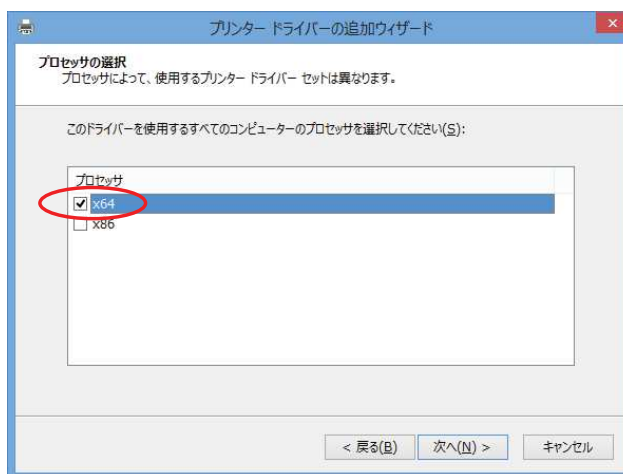 プリンター ドライバーの追加ウィザード
プロセッサの選択
プロセッサによって、使用するプリンター ドライバー セットは異なります。
このドライバーを使用するすべてのコンピューターのプロセッサを選択してください(S):
プロセッサ
x64
x86
< 戻る(B)
次へ(N) >
キャンセル